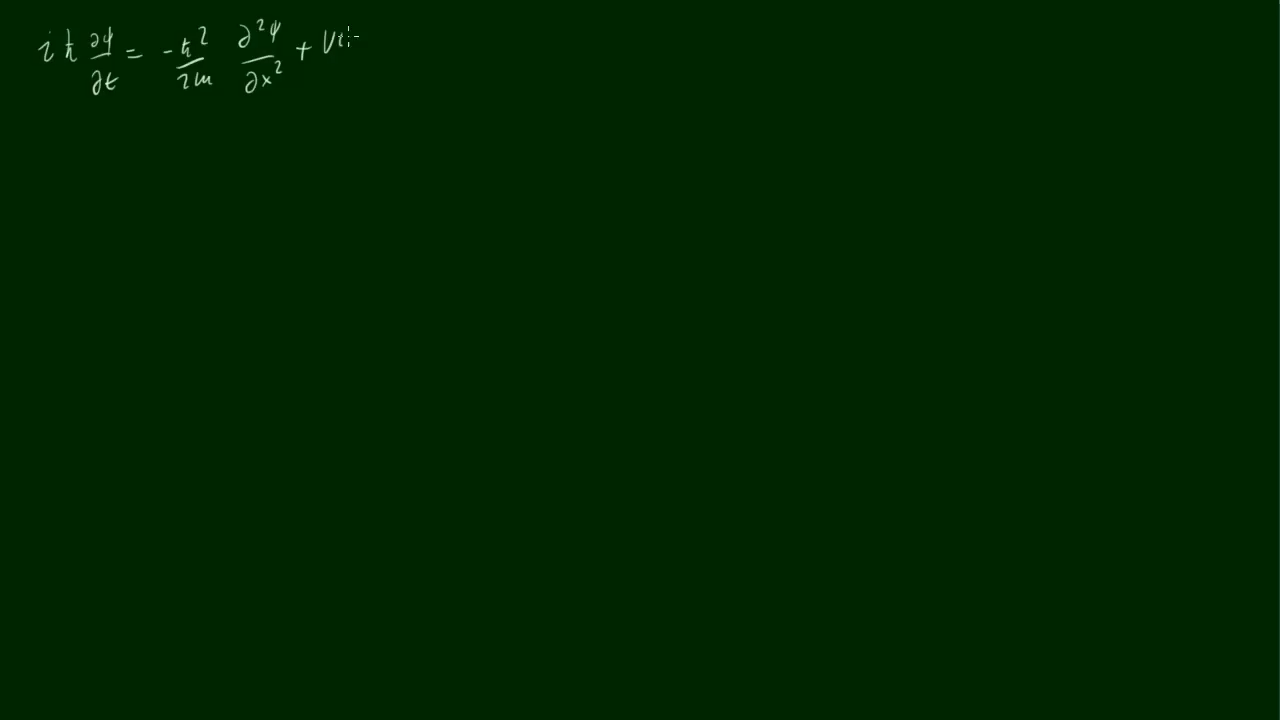 iħ ∂ψ/∂t = -ħ²/2m ∂²ψ/∂x² + V